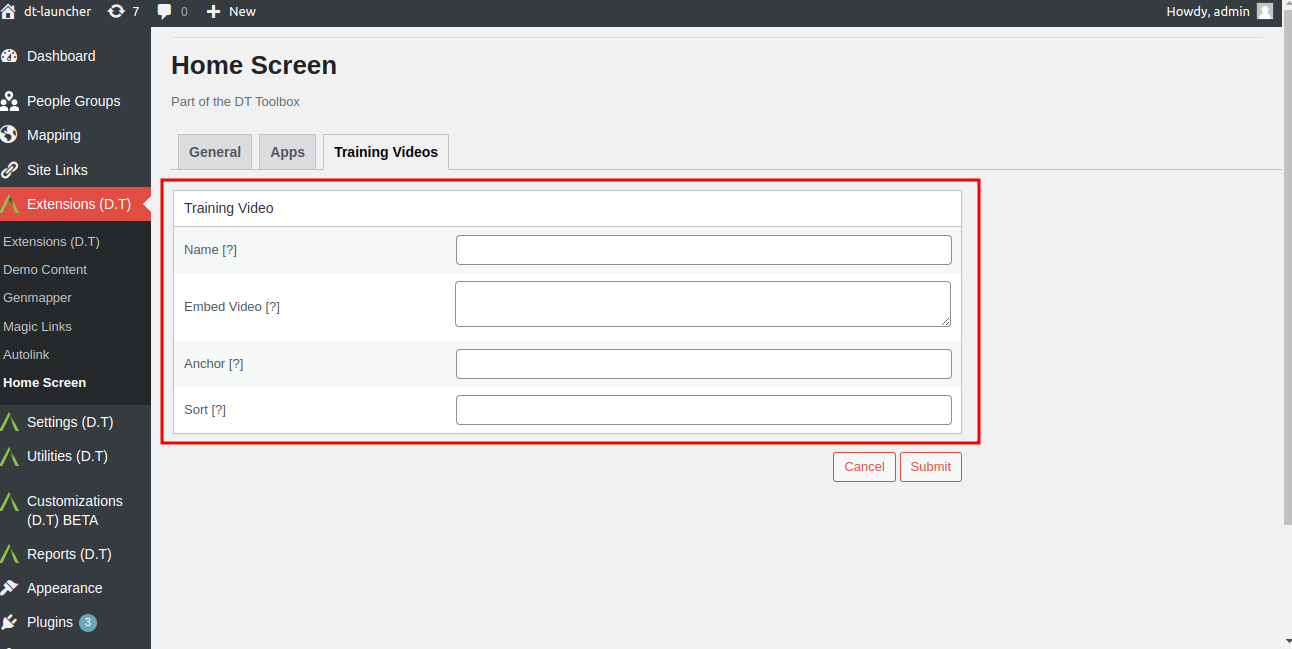 dt-launcher 7 0 New Howdy, admin
Dashboard
People Groups
Mapping
Site Links
Extensions (D.T)
Extensions (D.T)
Demo Content
Genmapper
Magic Links
Autolink
Home Screen
Settings (D.T)
Utilities (D.T)
Customizations
(D.T) BETA
Reports (D.T)
Appearance
Plugins 3
Home Screen
Part of the DT Toolbox
General Apps Training Videos
Training Video
Name [?]
Embed Video [?]
Anchor [?]
Sort [?]
Cancel Submit